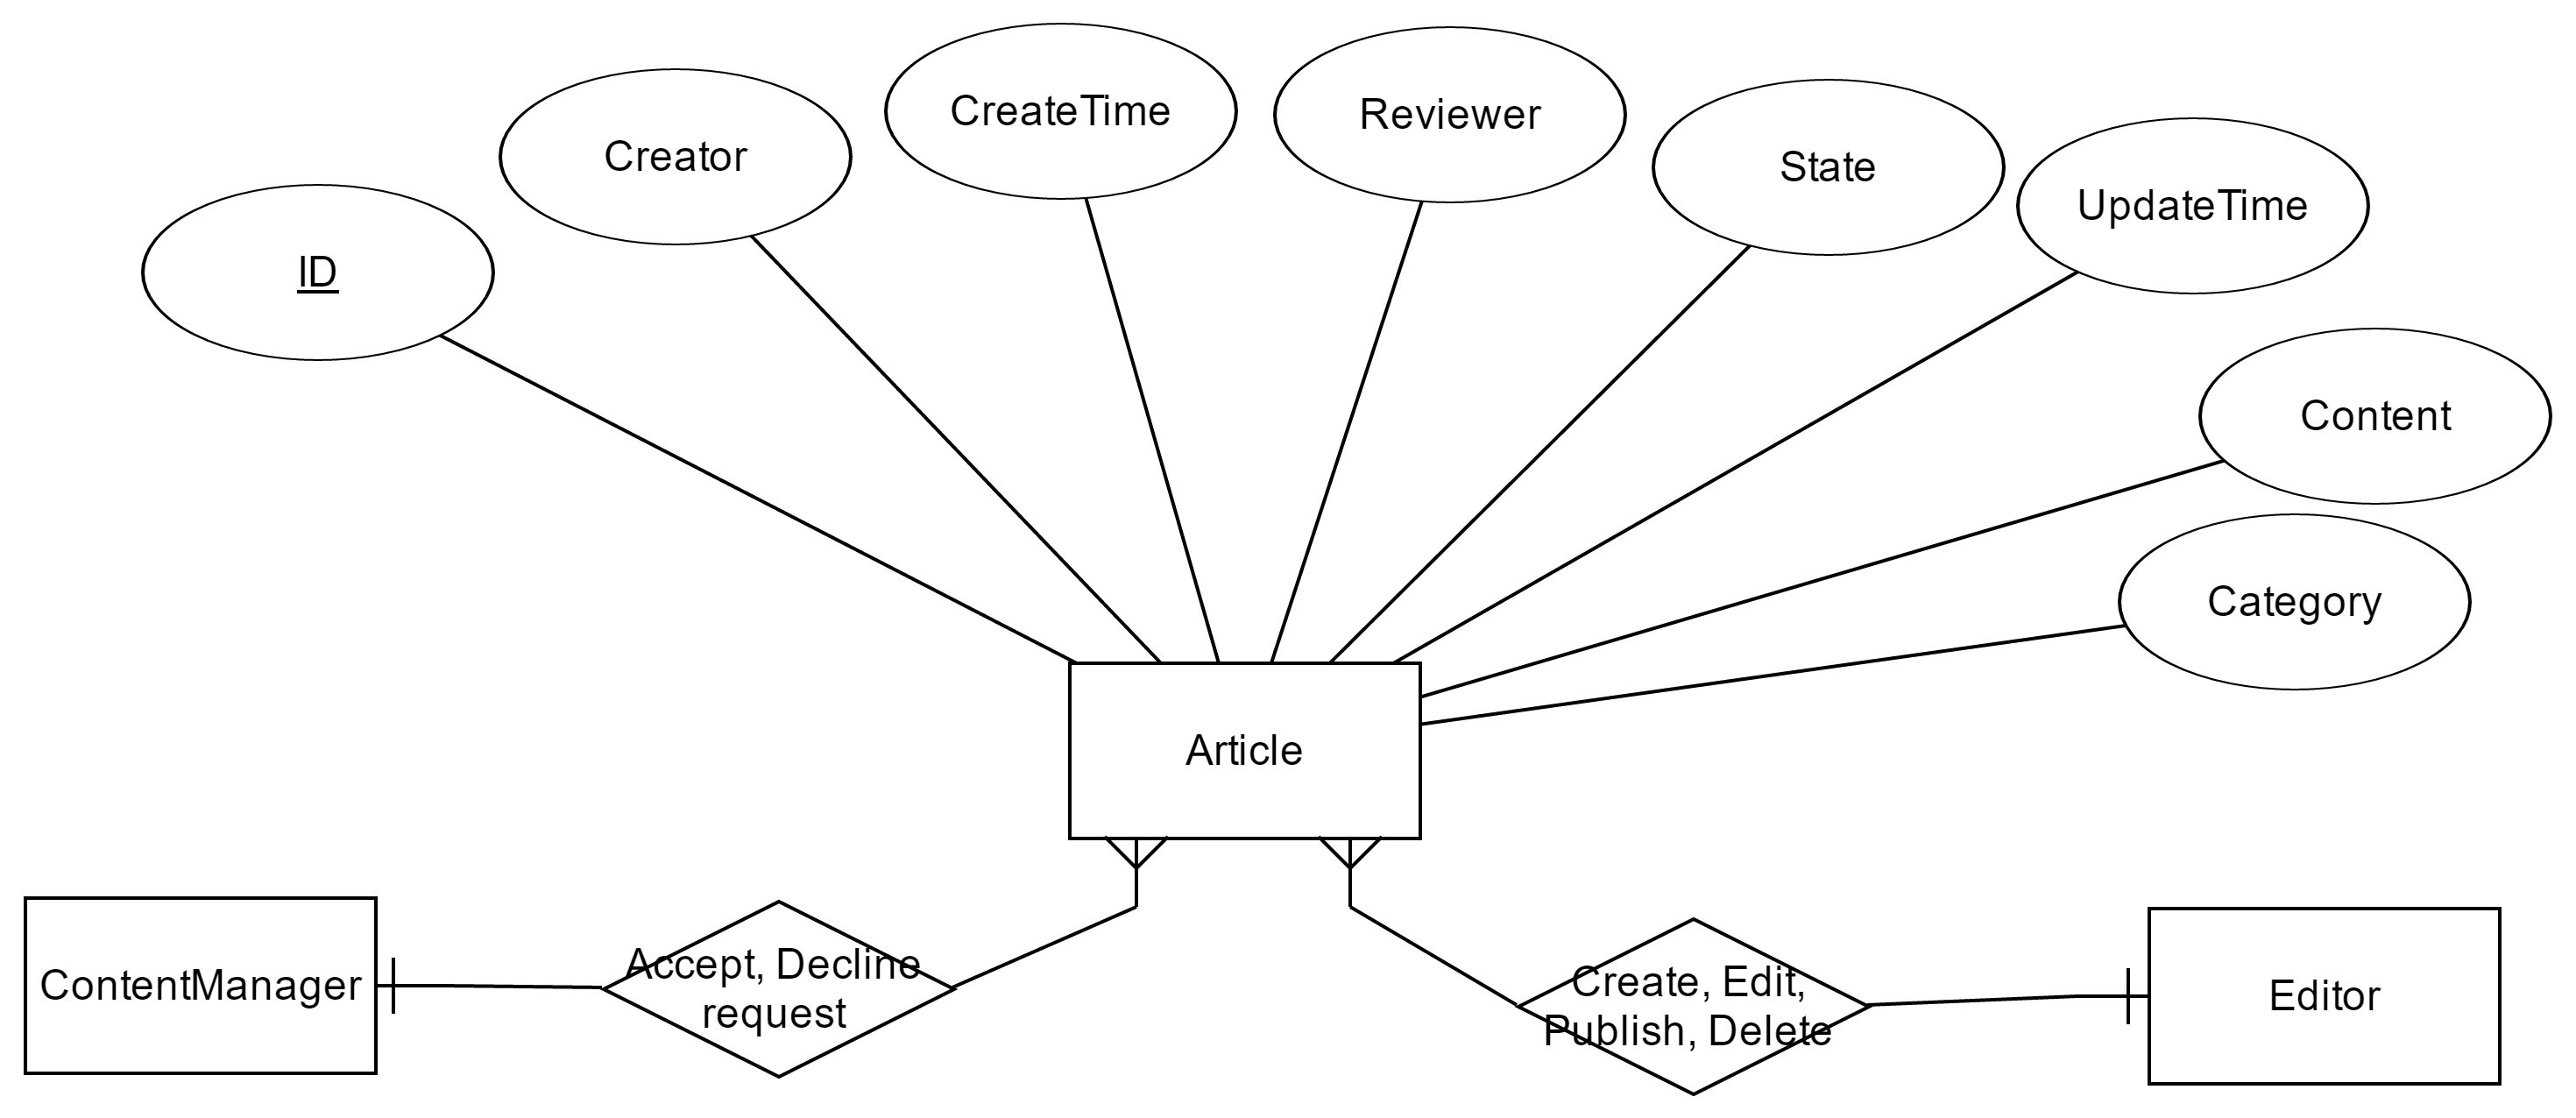 CreateTime
Reviewer
Creator
State
UpdateTime
ID
Content
Category
Article
Accept, Decline
request
ContentManager
Create, Edit,
Publish, Delete
Editor